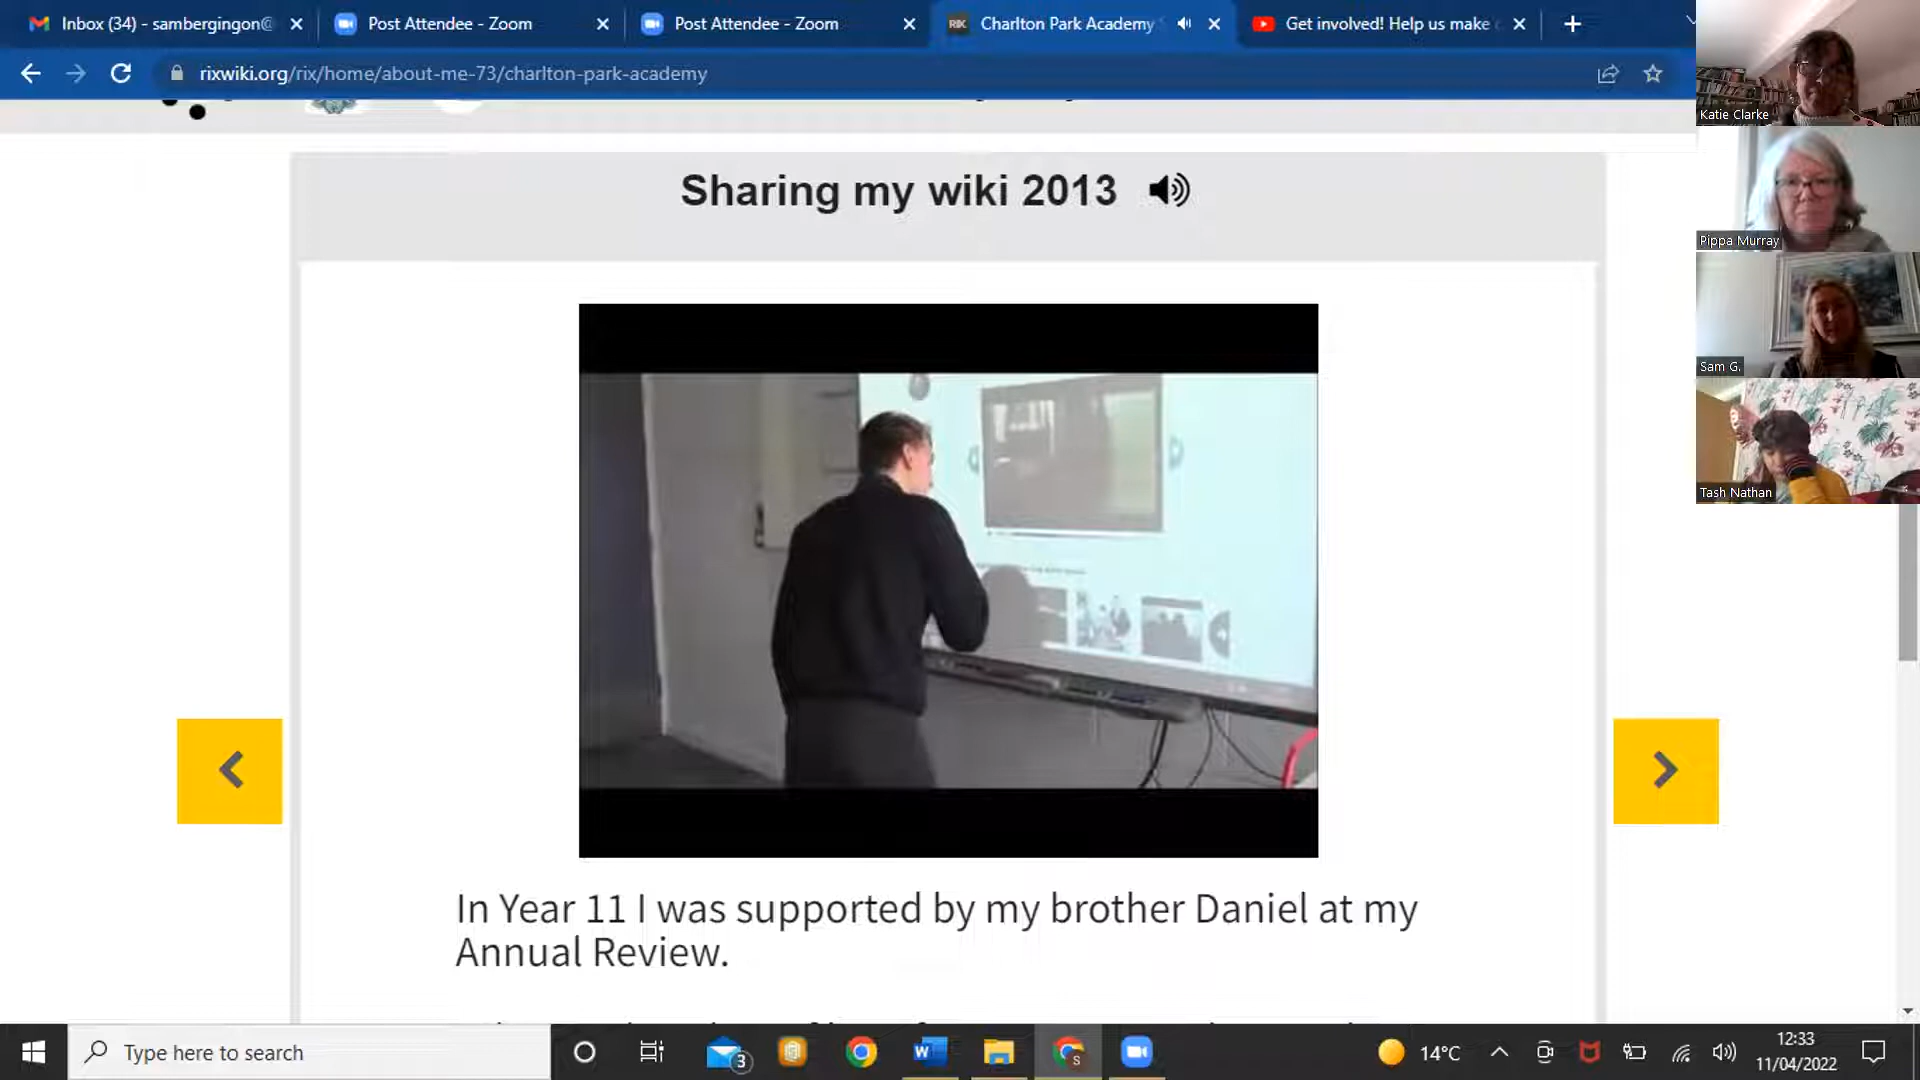 Inbox (34) - sambergingon@
Post Attendee - Zoom
Post Attendee - Zoom
RIX
Charlton Park Academy
Get involved! Help us make
rixwiki.org/rix/home/about-me-73/charlton-park-academy
Katie Clarke
Sharing my wiki 2013
Pippa Murray
Sam G.
Tash Nathan
In Year 11 I was supported by my brother Daniel at my
Annual Review.
Type here to search
3
W
S
14°C
12:33
11/04/2022